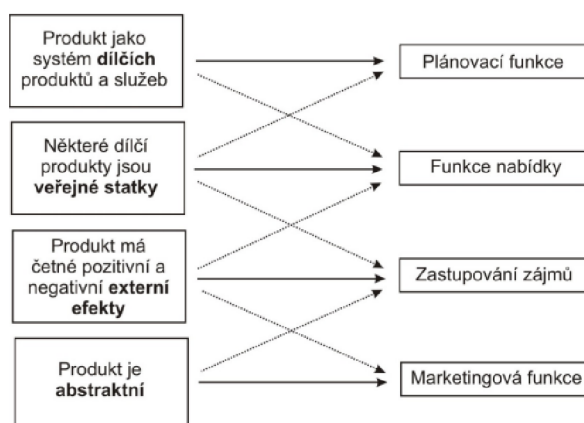 Produkt jako
systém dílčích
produktů a služeb
Plánovací funkce
Některé dílčí
produkty jsou
veřejné statky
Funkce nabídky
Produkt má
četné pozitivní a
negativní externí
efekty
Zastupování zájmů
Produkt je
abstraktní
Marketingová funkce